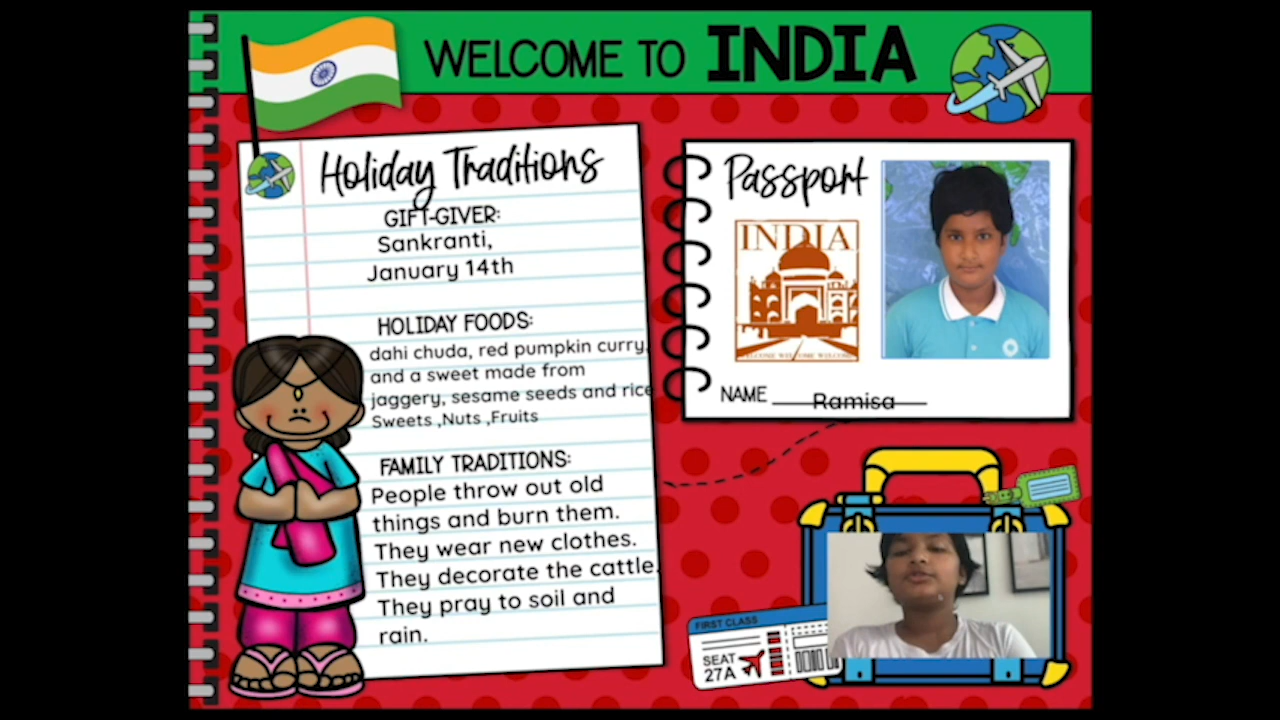 WELCOME TO INDIA
Holiday Traditions
GIFT-GIVER:
Sankranti,
January 14th
HOLIDAY FOODS:
dahi chuda, red pumpkin curry,
and a sweet made from
jaggery, sesame seeds and rice
Sweets ,Nuts ,Fruits
FAMILY TRADITIONS:
People throw out old
things and burn them.
They wear new clothes.
They decorate the cattle.
They pray to soil and
rain.
Passport
INDIA
WELCOME WELCOME WELCOME
NAME Ramisa
FIRST CLASS
SEAT
27A